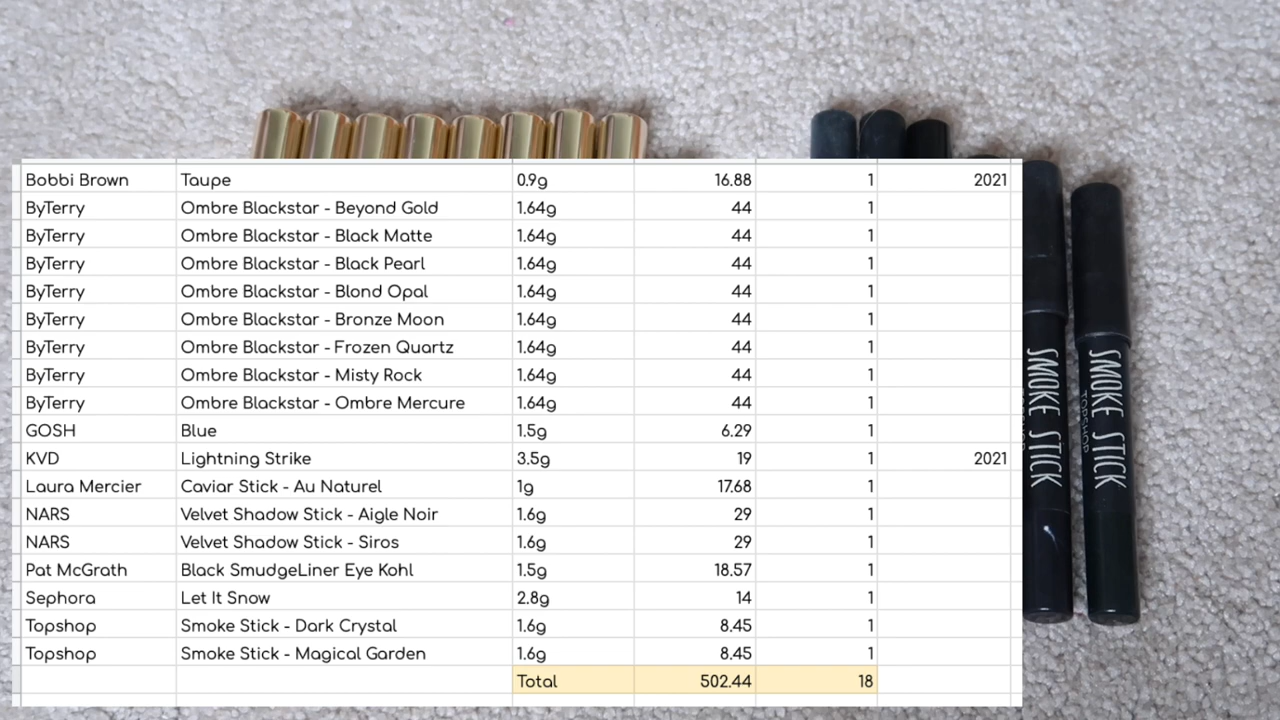 Bobbi Brown Taupe 0.9g 16.88 1 2021
ByTerry Ombre Blackstar - Beyond Gold 1.64g 44 1
ByTerry Ombre Blackstar - Black Matte 1.64g 44 1
ByTerry Ombre Blackstar - Black Pearl 1.64g 44 1
ByTerry Ombre Blackstar - Blond Opal 1.64g 44 1
ByTerry Ombre Blackstar - Bronze Moon 1.64g 44 1
ByTerry Ombre Blackstar - Frozen Quartz 1.64g 44 1
ByTerry Ombre Blackstar - Misty Rock 1.64g 44 1
ByTerry Ombre Blackstar - Ombre Mercure 1.64g 44 1
GOSH Blue 1.5g 6.29 1
KVD Lightning Strike 3.5g 19 1 2021
Laura Mercier Caviar Stick - Au Naturel 1g 17.68 1
NARS Velvet Shadow Stick - Aigle Noir 1.6g 29 1
NARS Velvet Shadow Stick - Siros 1.6g 29 1
Pat McGrath Black SmudgeLiner Eye Kohl 1.5g 18.57 1
Sephora Let It Snow 2.8g 14 1
Topshop Smoke Stick - Dark Crystal 1.6g 8.45 1
Topshop Smoke Stick - Magical Garden 1.6g 8.45 1
Total 502.44 18
SMOKE STICK
SMOKE STICK
TOPSHOP